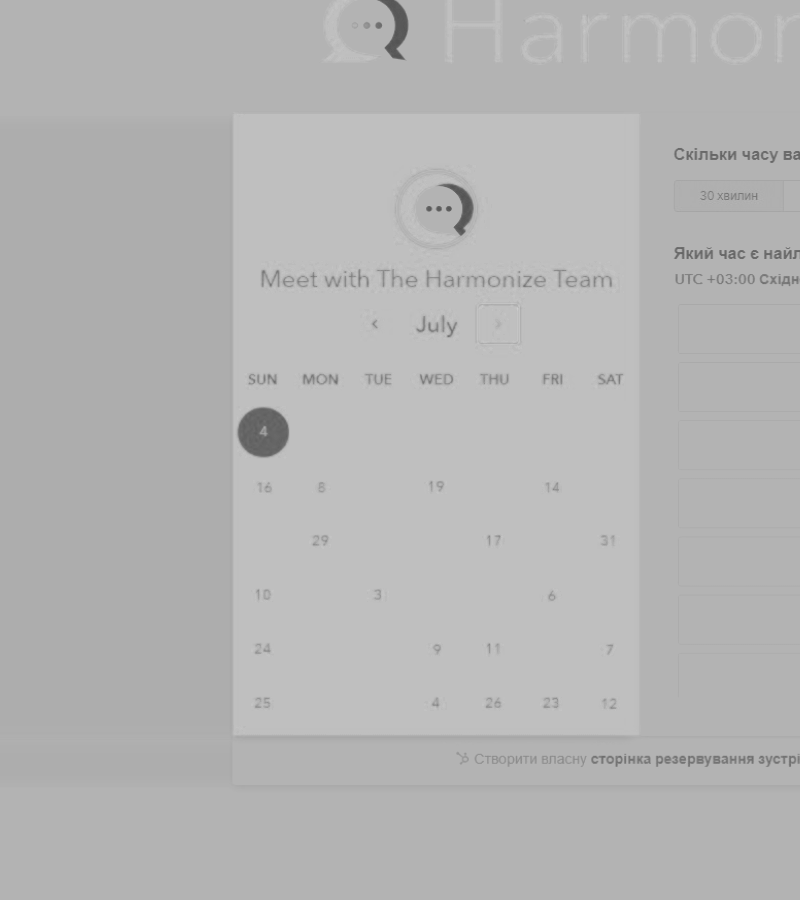 Harmon
Meet with The Harmonize Team
‹ July ›
SUN MON TUE WED THU FRI SAT
4
16 8 19 14
29 17 31
10 3 6
24 9 11 7
25 4 26 23 12
Скільки часу ва
30 хвилин
Який час є найл
UTC +03:00 Східн
Створити власну сторінка резервування зустрі